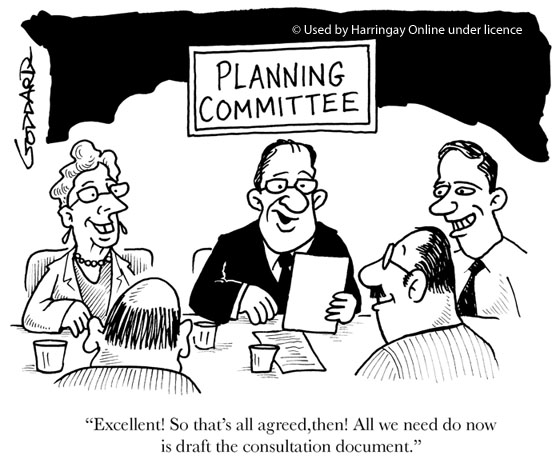 © Used by Harringay Online under licence
GODDARD
PLANNING
COMMITTEE
“Excellent! So that’s all agreed,then! All we need do now
is draft the consultation document.”